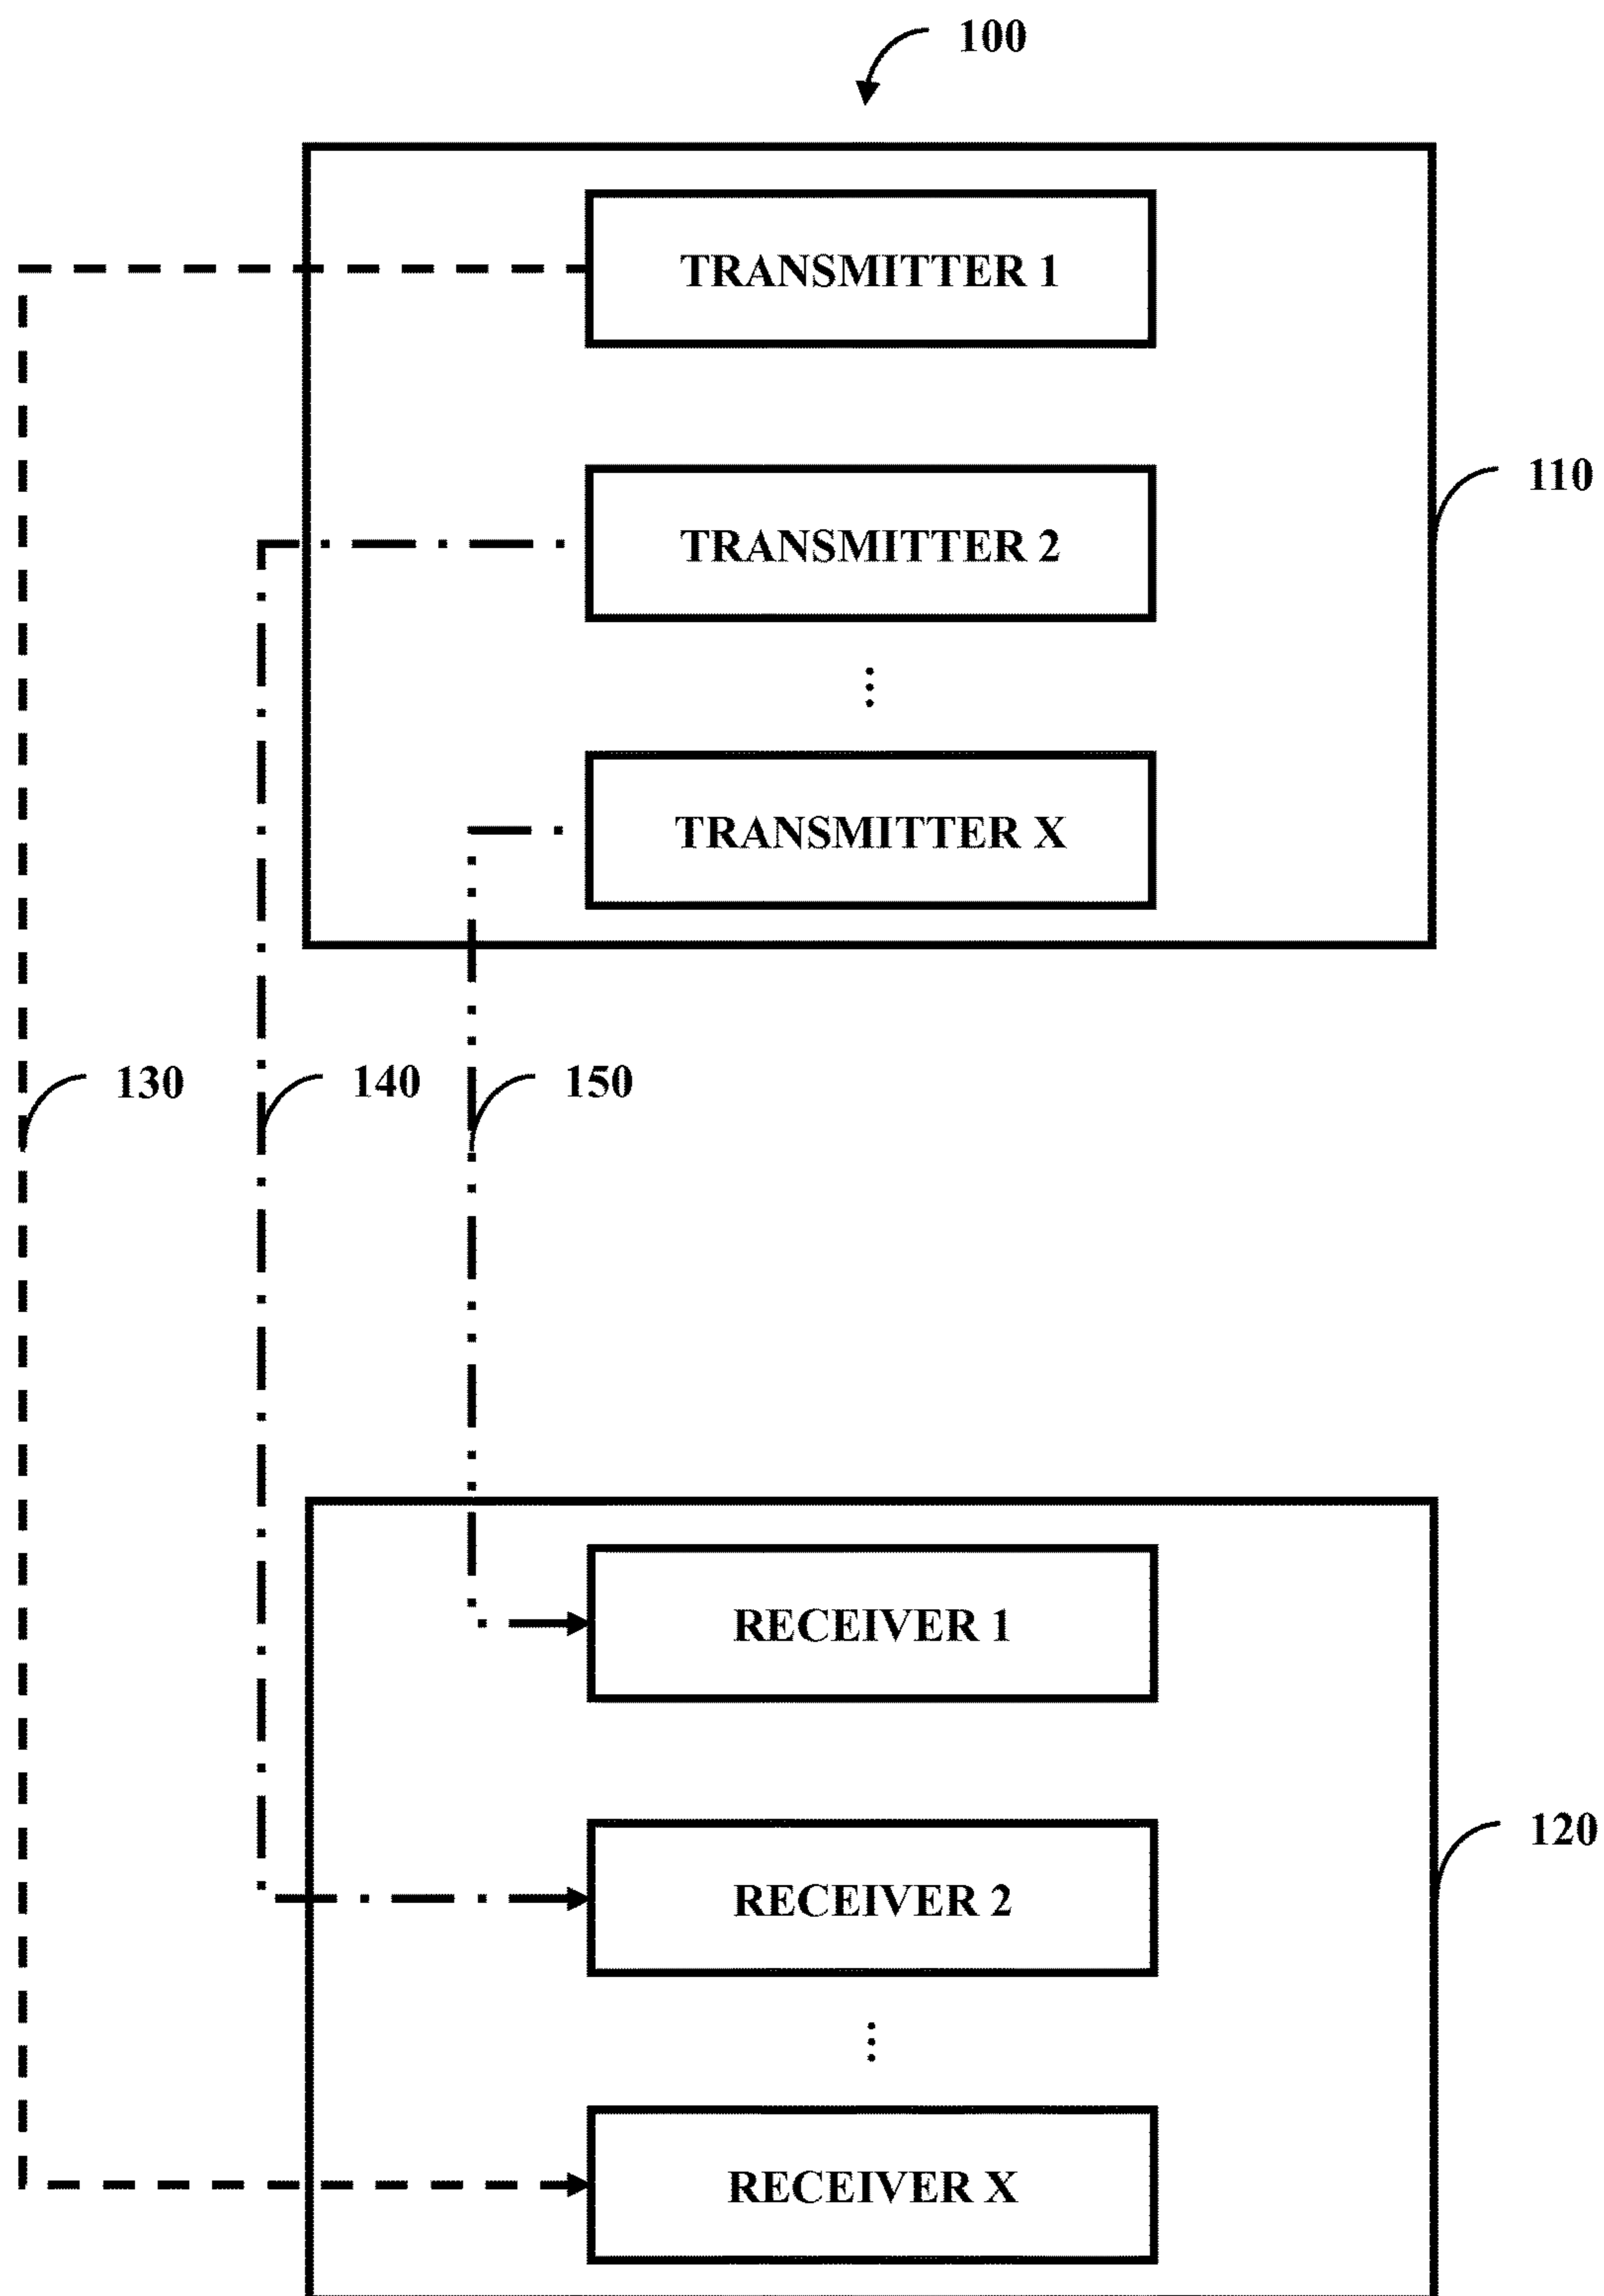 100
TRANSMITTER 1
110
TRANSMITTER 2
⋮
TRANSMITTER X
130 140 150
RECEIVER 1
120
RECEIVER 2
⋮
RECEIVER X